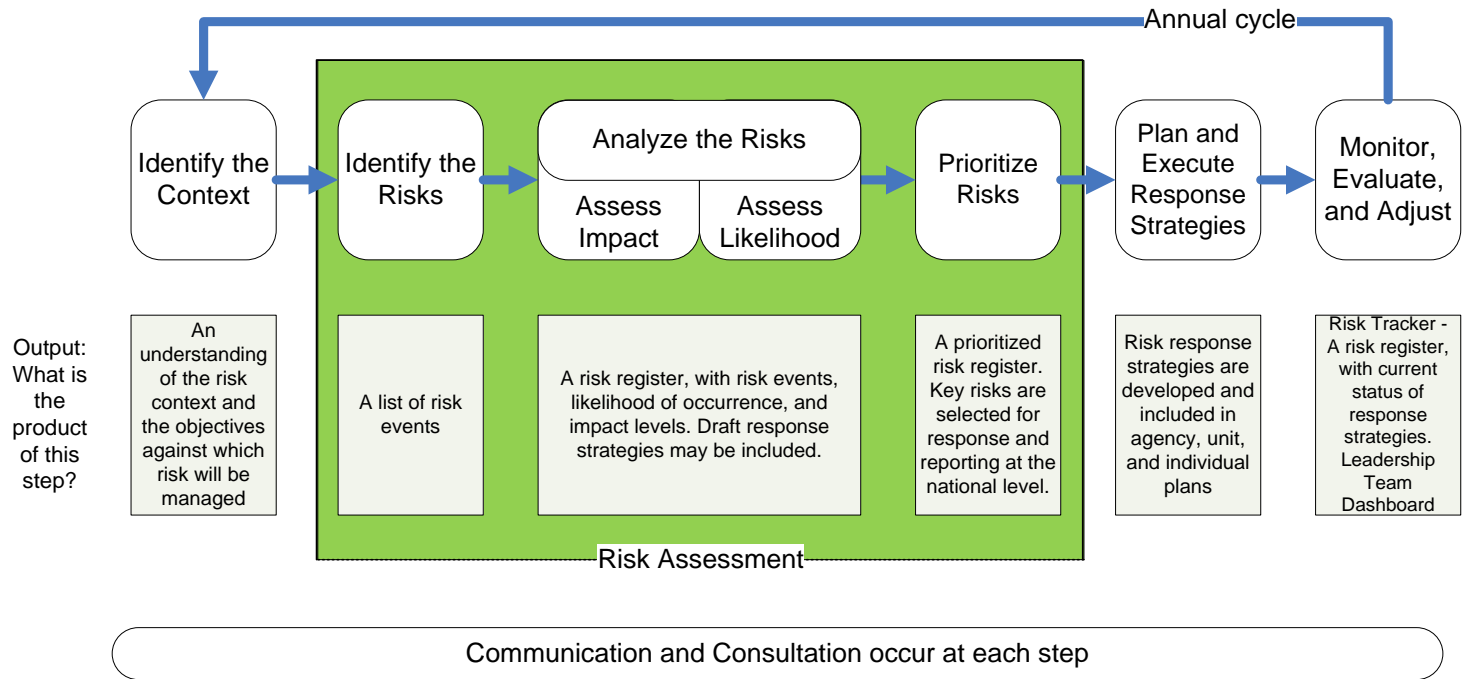 Annual cycle
Identify the
Context
Identify the
Risks
Analyze the Risks
Assess
Impact
Assess
Likelihood
Prioritize
Risks
Plan and
Execute
Response
Strategies
Monitor,
Evaluate,
and Adjust
Output:
What is
the
product
of this
step?
An
understanding
of the risk
context and
the objectives
against which
risk will be
managed
A list of risk
events
A risk register, with risk events,
likelihood of occurrence, and
impact levels. Draft response
strategies may be included.
A prioritized
risk register.
Key risks are
selected for
response and
reporting at the
national level.
Risk response
strategies are
developed and
included in
agency, unit,
and individual
plans
Risk Tracker -
A risk register,
with current
status of
response
strategies.
Leadership
Team
Dashboard
Risk Assessment
Communication and Consultation occur at each step